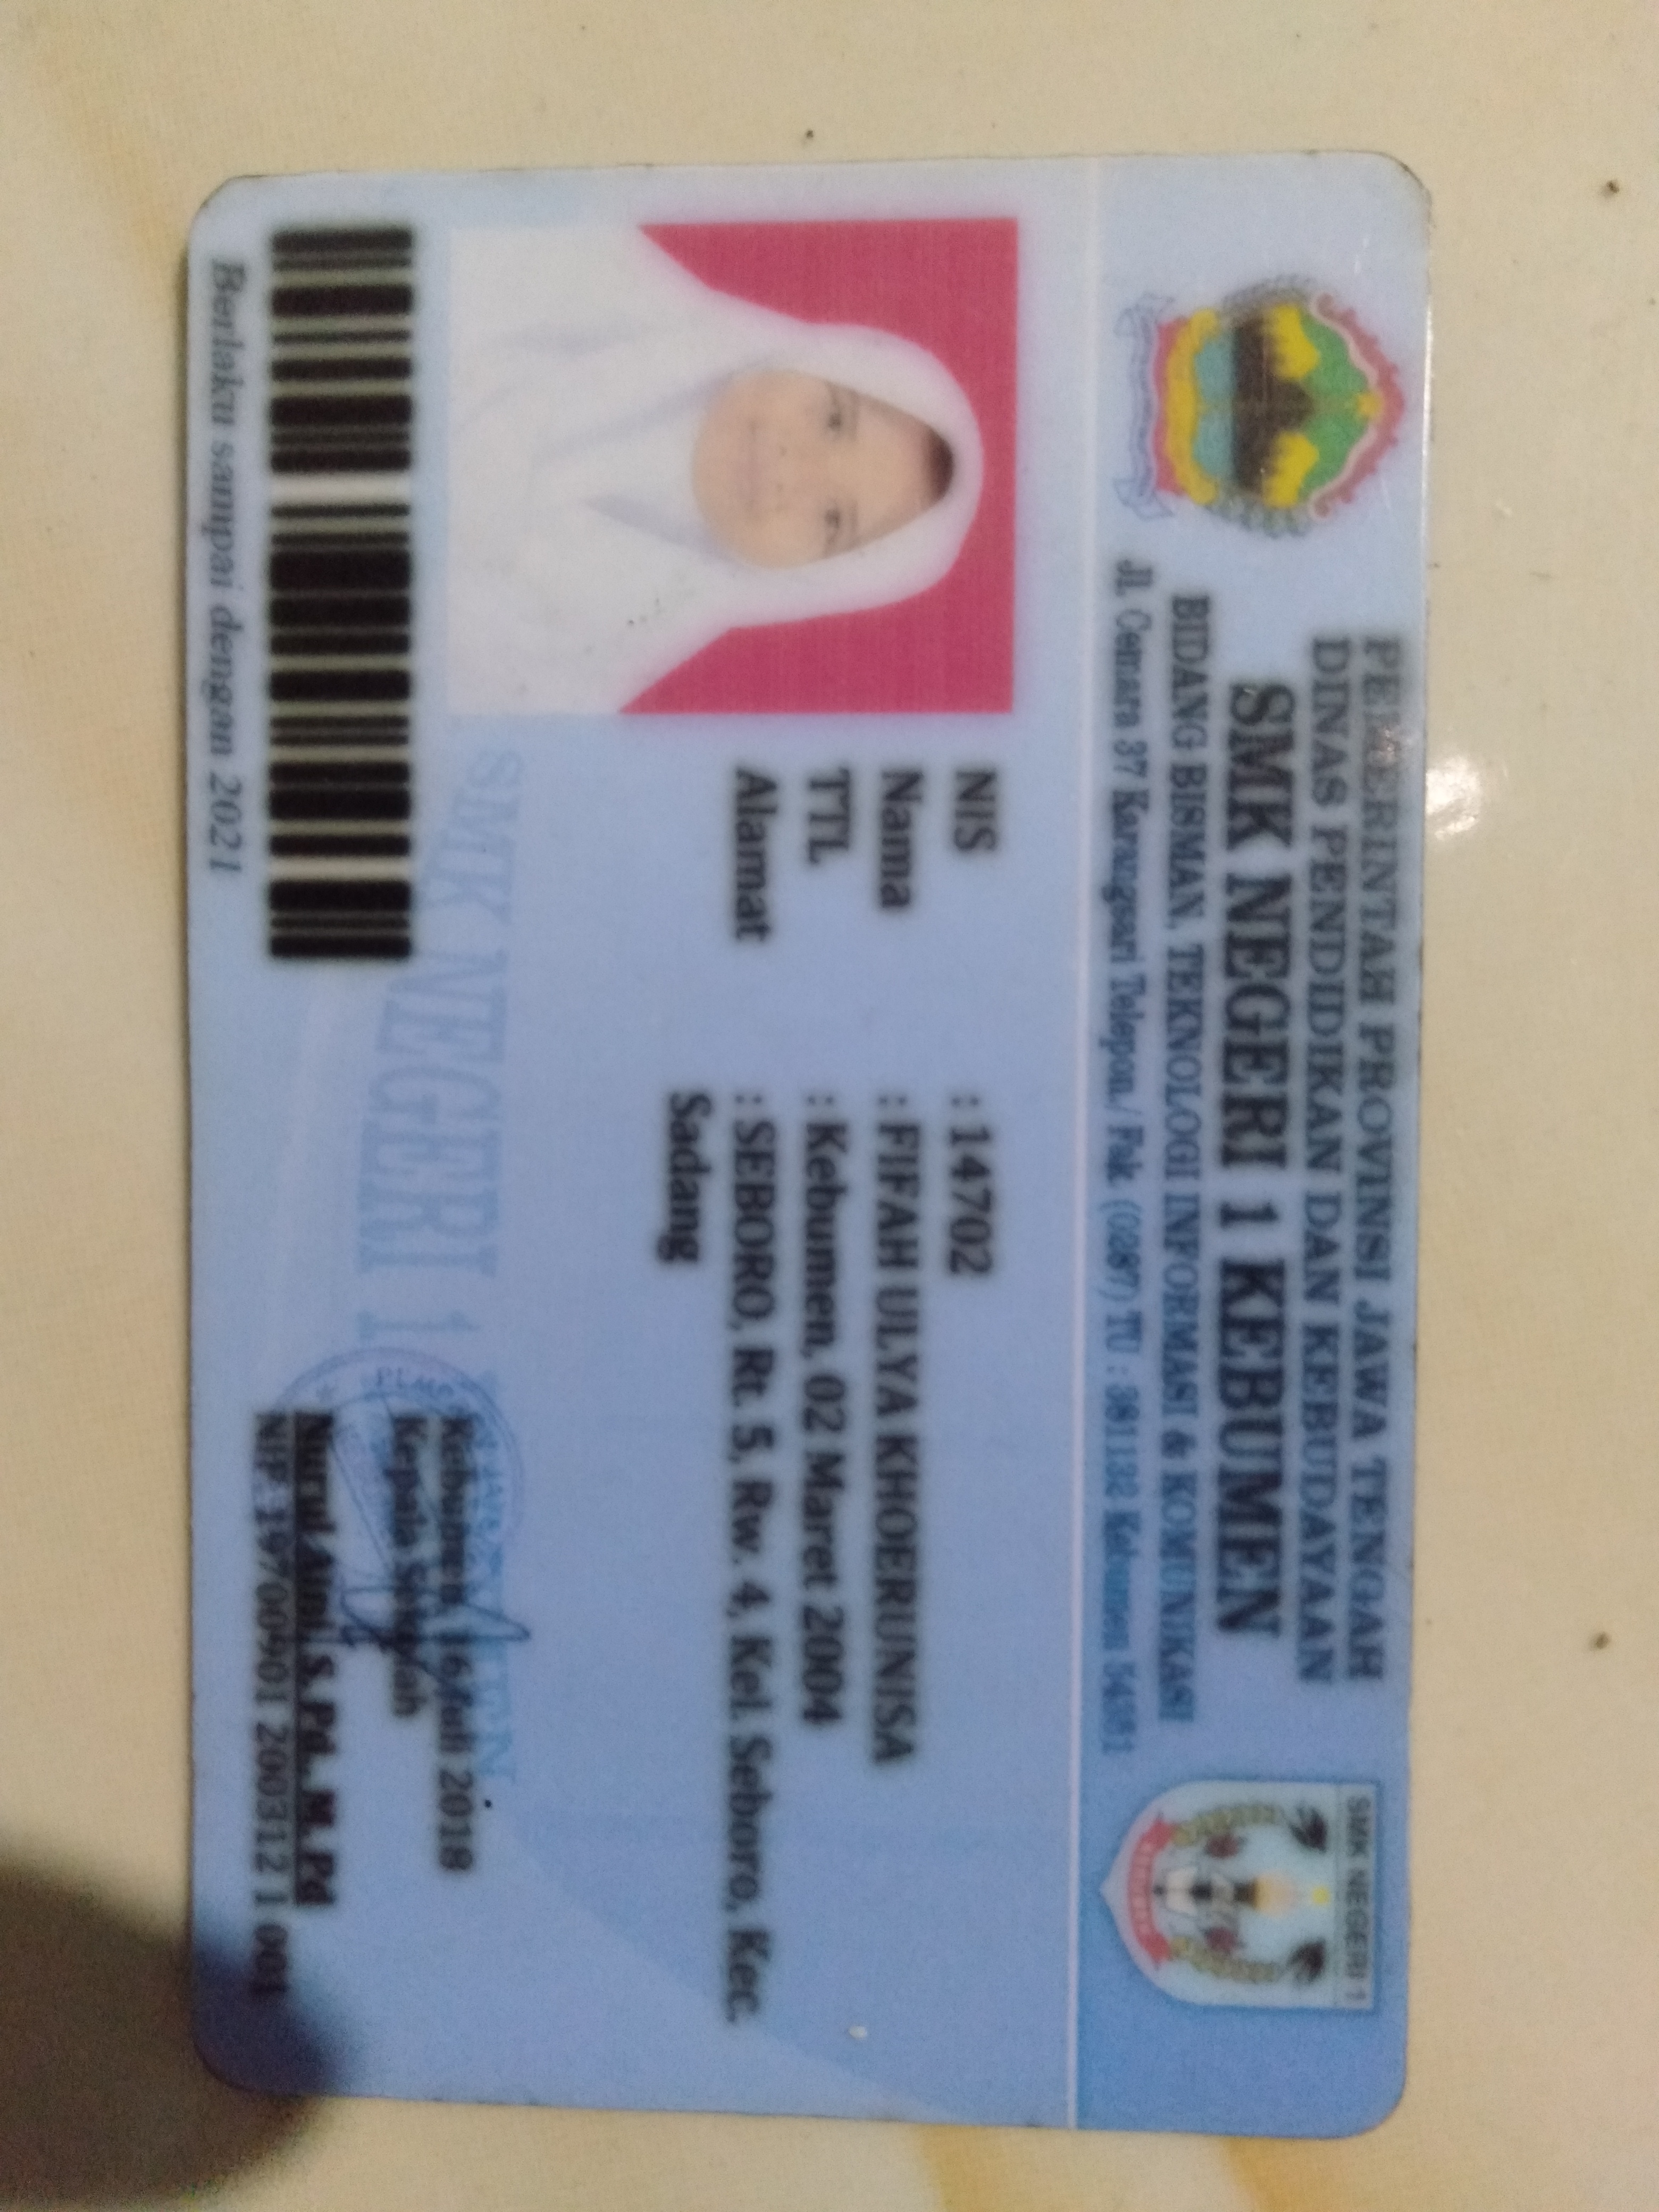 PEMERINTAH PROVINSI JAWA TENGAH
DINAS PENDIDIKAN DAN KEBUDAYAAN
SMK NEGERI 1 KEBUMEN
BIDANG BISMAN, TEKNOLOGI INFORMASI & KOMUNIKASI
Jl. Cemara 37 Karangsari Telepon./ Fak. (0287) TU : 381132 Kebumen 54351
SMK NEGERI 1
KEBUMEN
NIS : 14702
Nama : FIFAH ULYA KHOERUNISA
TTL : Kebumen, 02 Maret 2004
Alamat : SEBORO, Rt. 5, Rw. 4, Kel. Seboro, Kec.
Sadang
SMK NEGERI 1 KEBUMEN
Kebumen, 16 Juli 2018
Kepala Sekolah
Nurul Aini, S. Pd., M. Pd
NIP. 19700901 200312 1 001
Berlaku sampai dengan 2021